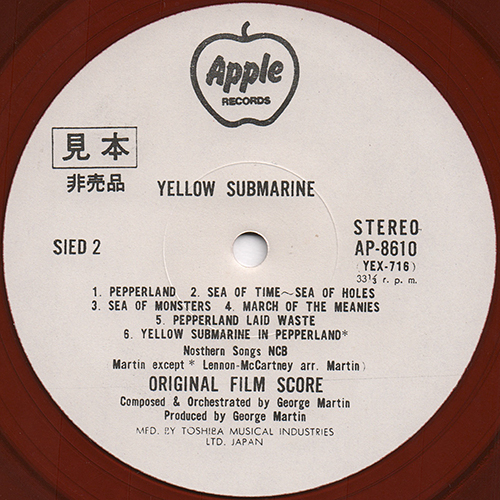 Apple
RECORDS
見本
非売品
YELLOW SUBMARINE
STEREO
SIED 2
AP-8610
(YEX-716)
33⅓ r. p. m.
1. PEPPERLAND 2. SEA OF TIME～SEA OF HOLES
3. SEA OF MONSTERS 4. MARCH OF THE MEANIES
5. PEPPERLAND LAID WASTE
6. YELLOW SUBMARINE IN PEPPERLAND*
Nosthern Songs NCB
Martin except * Lennon-McCartney arr. Martin)
ORIGINAL FILM SCORE
Composed & Orchestrated by George Martin
Produced by George Martin
MFD. BY TOSHIBA MUSICAL INDUSTRIES
LTD. JAPAN